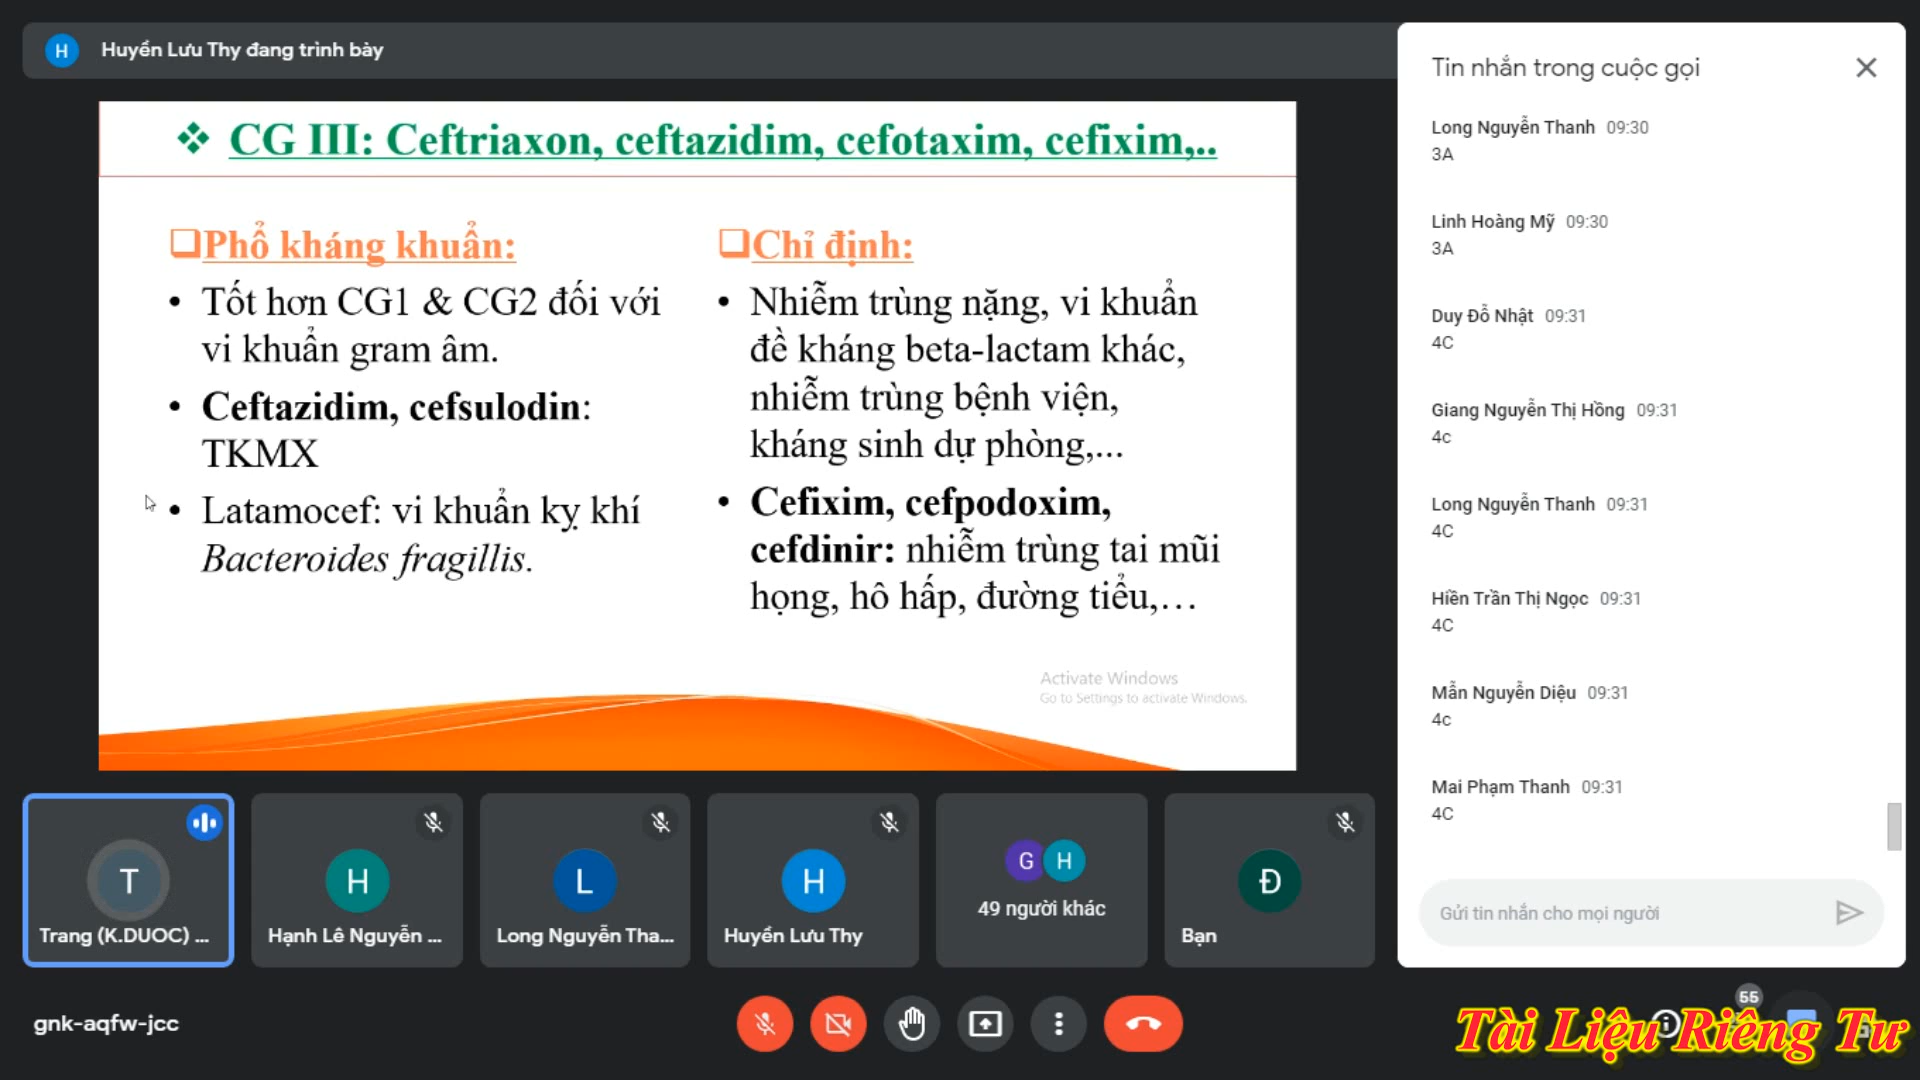 H Huyền Lưu Thy đang trình bày
❖ CG III: Ceftriaxon, ceftazidim, cefotaxim, cefixim,..
❑Phổ kháng khuẩn:
• Tốt hơn CG1 & CG2 đối với
vi khuẩn gram âm.
• Ceftazidim, cefsulodin:
TKMX
• Latamocef: vi khuẩn kỵ khí
Bacteroides fragillis.
❑Chỉ định:
• Nhiễm trùng nặng, vi khuẩn
đề kháng beta-lactam khác,
nhiễm trùng bệnh viện,
kháng sinh dự phòng,...
• Cefixim, cefpodoxim,
cefdinir: nhiễm trùng tai mũi
họng, hô hấp, đường tiểu,…
Activate Windows
Go to Settings to activate Windows.
T
Trang (K.DUOC) ...
H
Hạnh Lê Nguyễn ...
L
Long Nguyễn Tha...
H
Huyền Lưu Thy
G H
49 người khác
Đ
Bạn
Tin nhắn trong cuộc gọi
Long Nguyễn Thanh 09:30
3A
Linh Hoàng Mỹ 09:30
3A
Duy Đỗ Nhật 09:31
4C
Giang Nguyễn Thị Hồng 09:31
4c
Long Nguyễn Thanh 09:31
4C
Hiền Trần Thị Ngọc 09:31
4C
Mẫn Nguyễn Diệu 09:31
4c
Mai Phạm Thanh 09:31
4C
Gửi tin nhắn cho mọi người
gnk-aqfw-jcc
55
Tài Liệu Riêng Tư